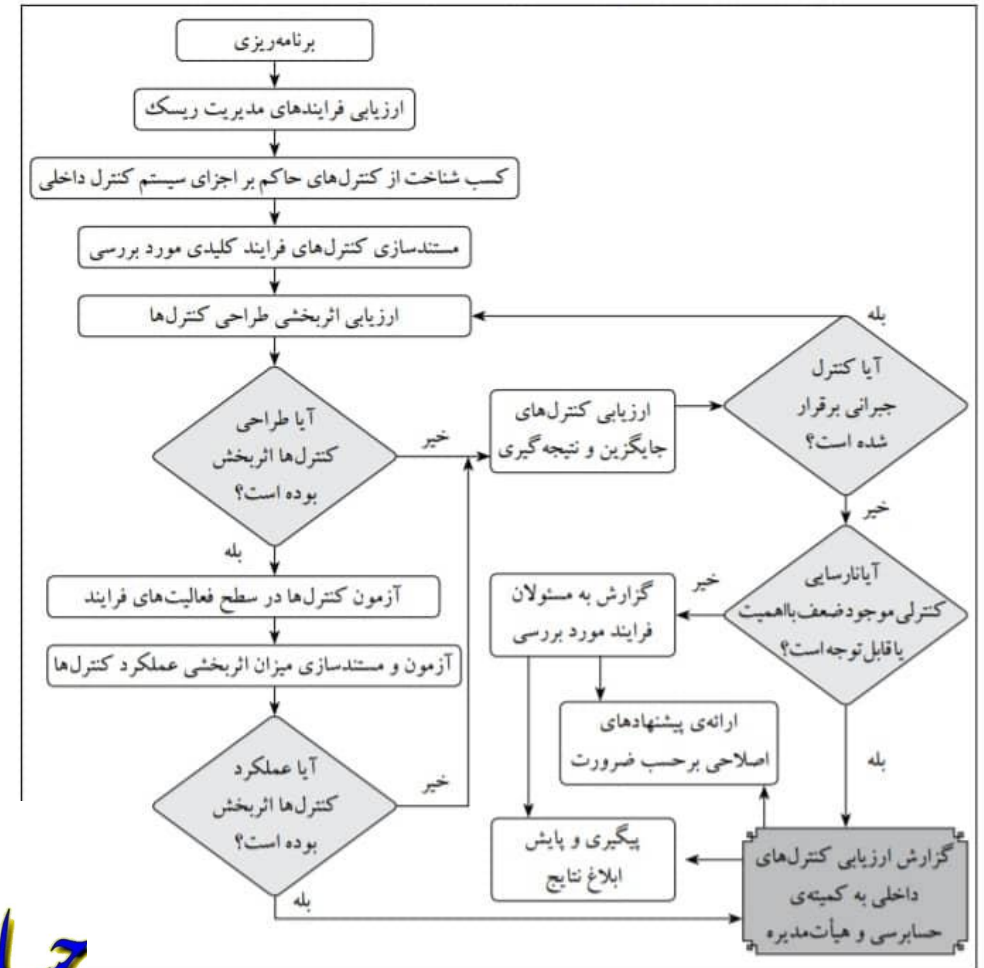 برنامه‌ریزی
ارزیابی فرایندهای مدیریت ریسک
کسب شناخت از کنترل‌های حاکم بر اجزای سیستم کنترل داخلی
مستندسازی کنترل‌های فرایند کلیدی مورد بررسی
ارزیابی اثربخشی طراحی کنترل‌ها
بله
آیا کنترل
جبرانی برقرار
شده است؟
ارزیابی کنترل‌های
جایگزین و نتیجه‌گیری
خیر
آیا طراحی
کنترل‌ها اثربخش
بوده است؟
خیر
بله
آیانارسایی
کنترلی موجود ضعف بااهمیت
یا قابل توجه است؟
خیر
گزارش به مسئولان
فرایند مورد بررسی
آزمون کنترل‌ها در سطح فعالیت‌های فرایند
آزمون و مستندسازی میزان اثربخشی عملکرد کنترل‌ها
ارائه‌ی پیشنهادهای
اصلاحی برحسب ضرورت
بله
آیا عملکرد
کنترل‌ها اثربخش
بوده است؟
خیر
پیگیری و پایش
ابلاغ نتایج
گزارش ارزیابی کنترل‌های
داخلی به کمیته‌ی
حسابرسی و هیأت‌مدیره
بله